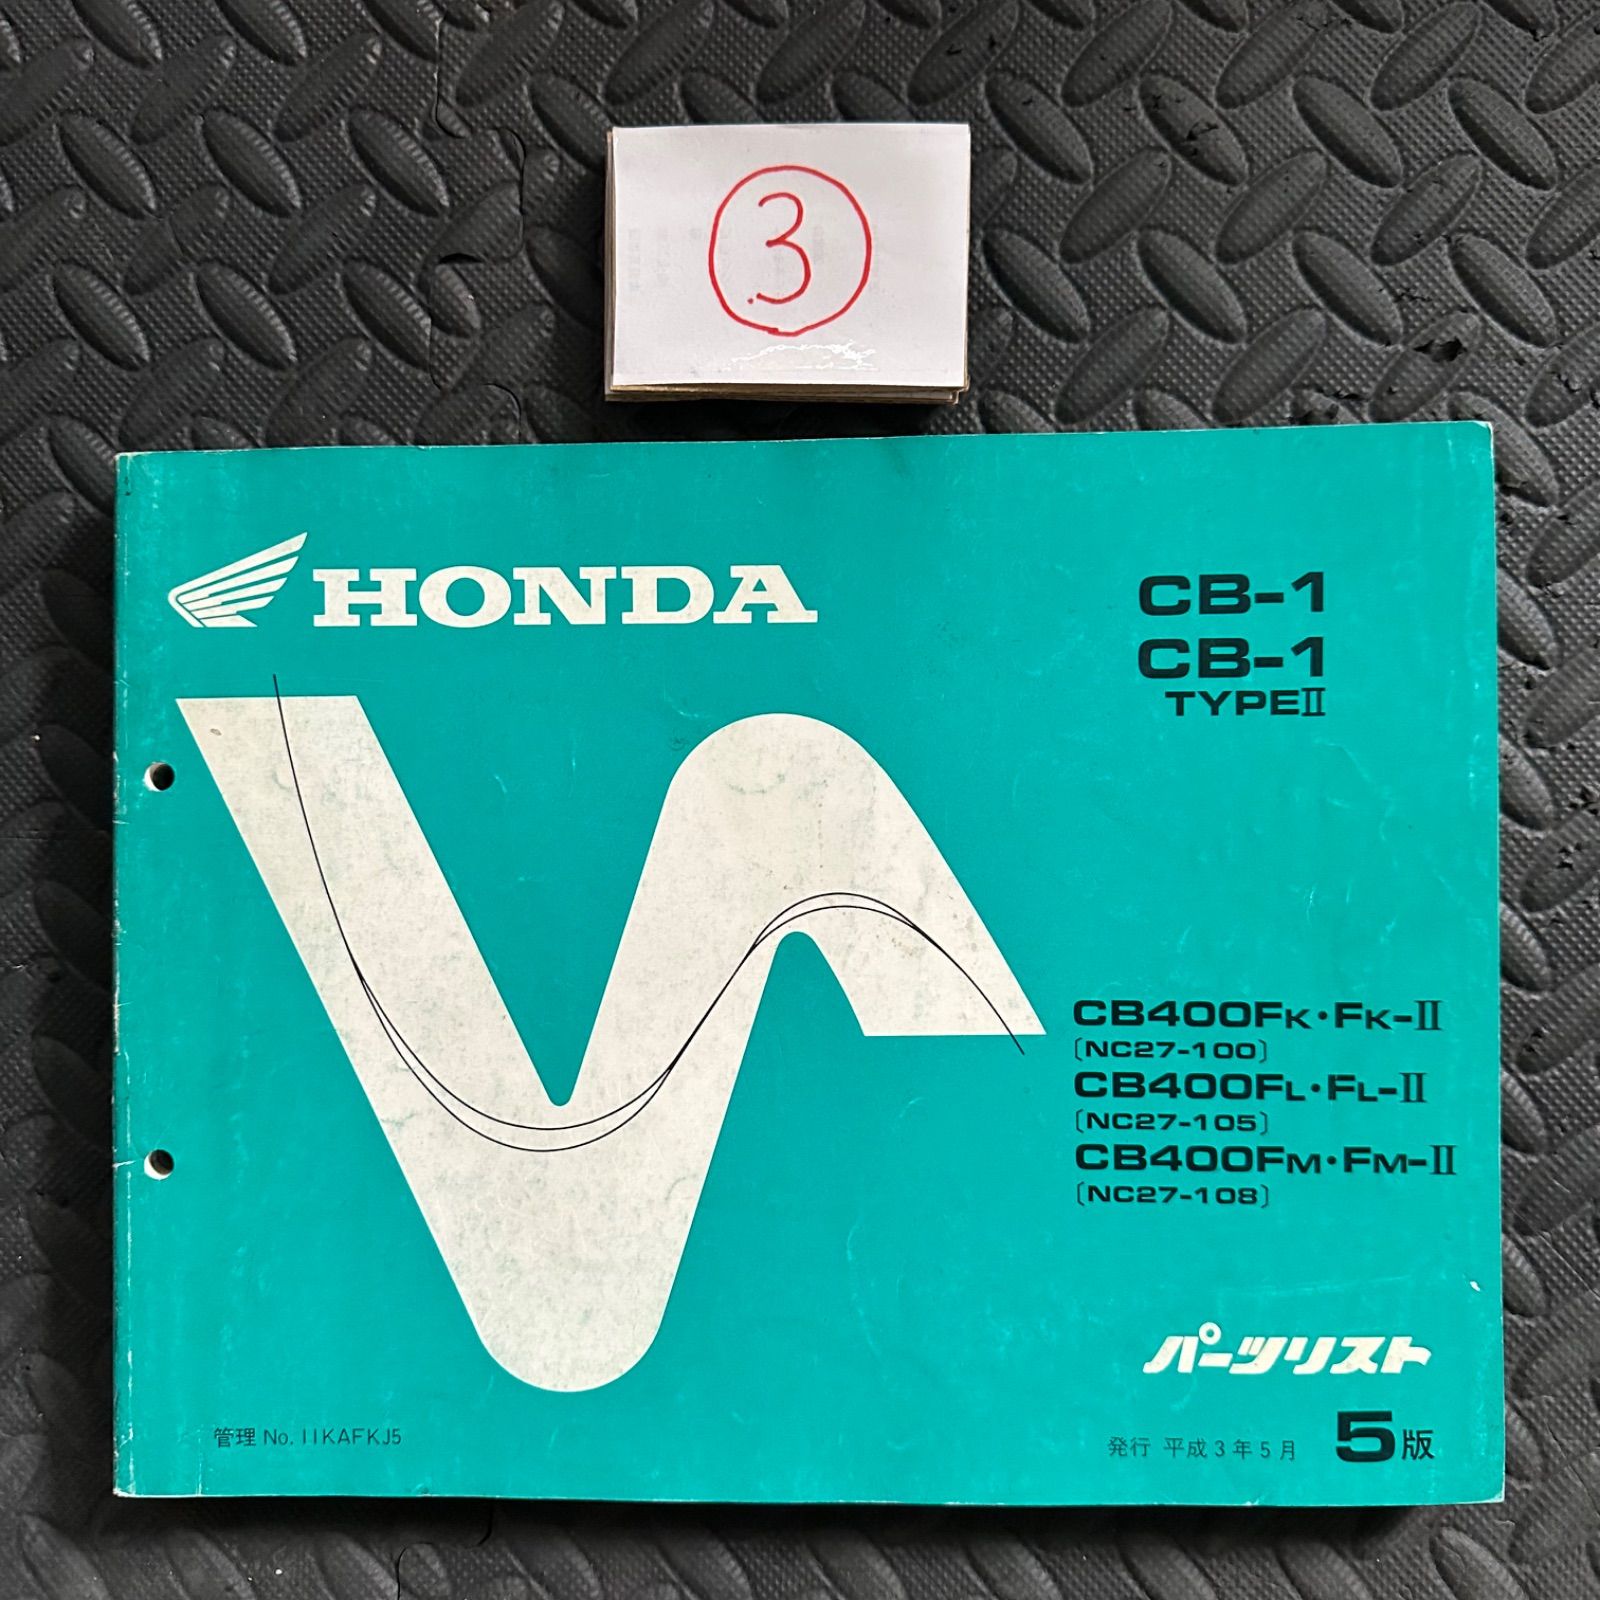 3
HONDA
CB-1
CB-1
TYPEⅡ
CB400FK・FK-Ⅱ
〔NC27-100〕
CB400FL・FL-Ⅱ
〔NC27-105〕
CB400FM・FM-Ⅱ
〔NC27-108〕
パーツリスト
管理 No. 11KAFKJ5
発行 平成3年5月 5版